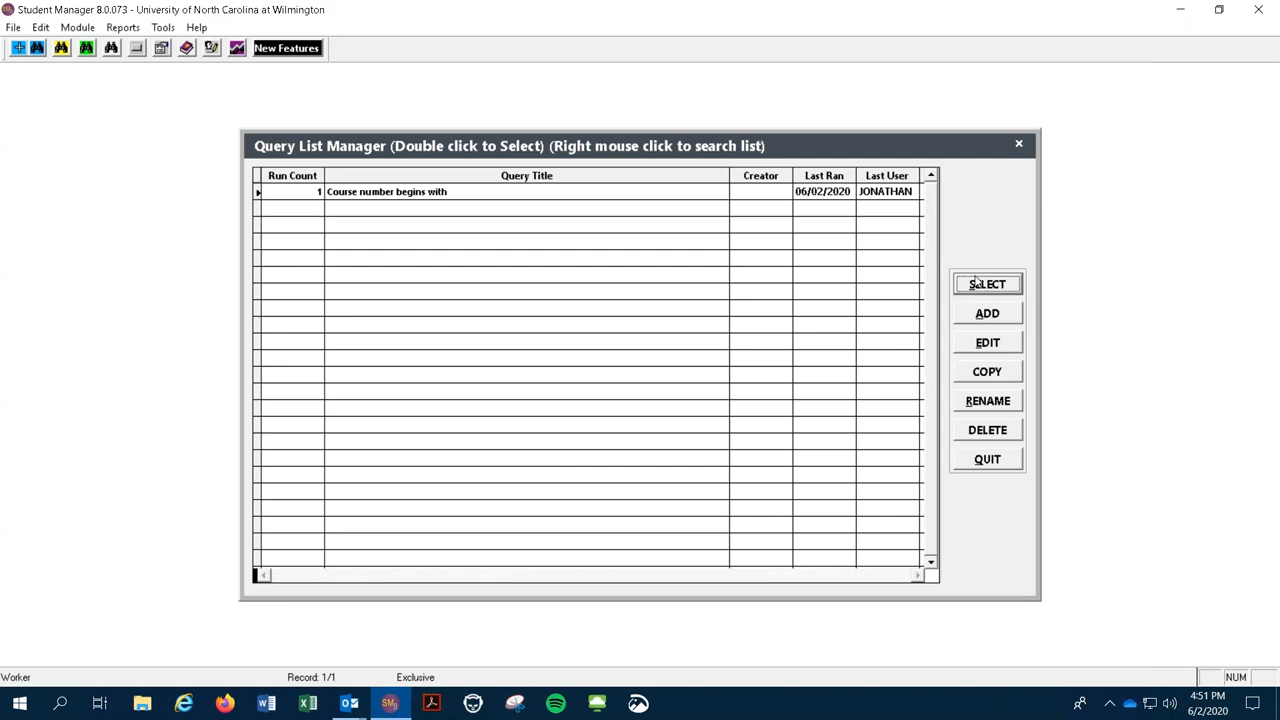 Student Manager 8.0.073 - University of North Carolina at Wilmington
File Edit Module Reports Tools Help
New Features
Query List Manager (Double click to Select) (Right mouse click to search list)
Run Count Query Title Creator Last Ran Last User
1 Course number begins with 06/02/2020 JONATHAN
SELECT
ADD
EDIT
COPY
RENAME
DELETE
QUIT
Worker Record: 1/1 Exclusive NUM
4:51 PM
6/2/2020